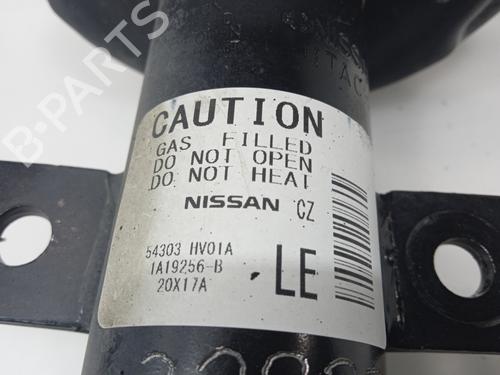 CAUTION
GAS FILLED
DO NOT OPEN
DO NOT HEAT
NISSAN CZ
54303 HV01A
1A19256-B
20X17A
LE
B-PARTS